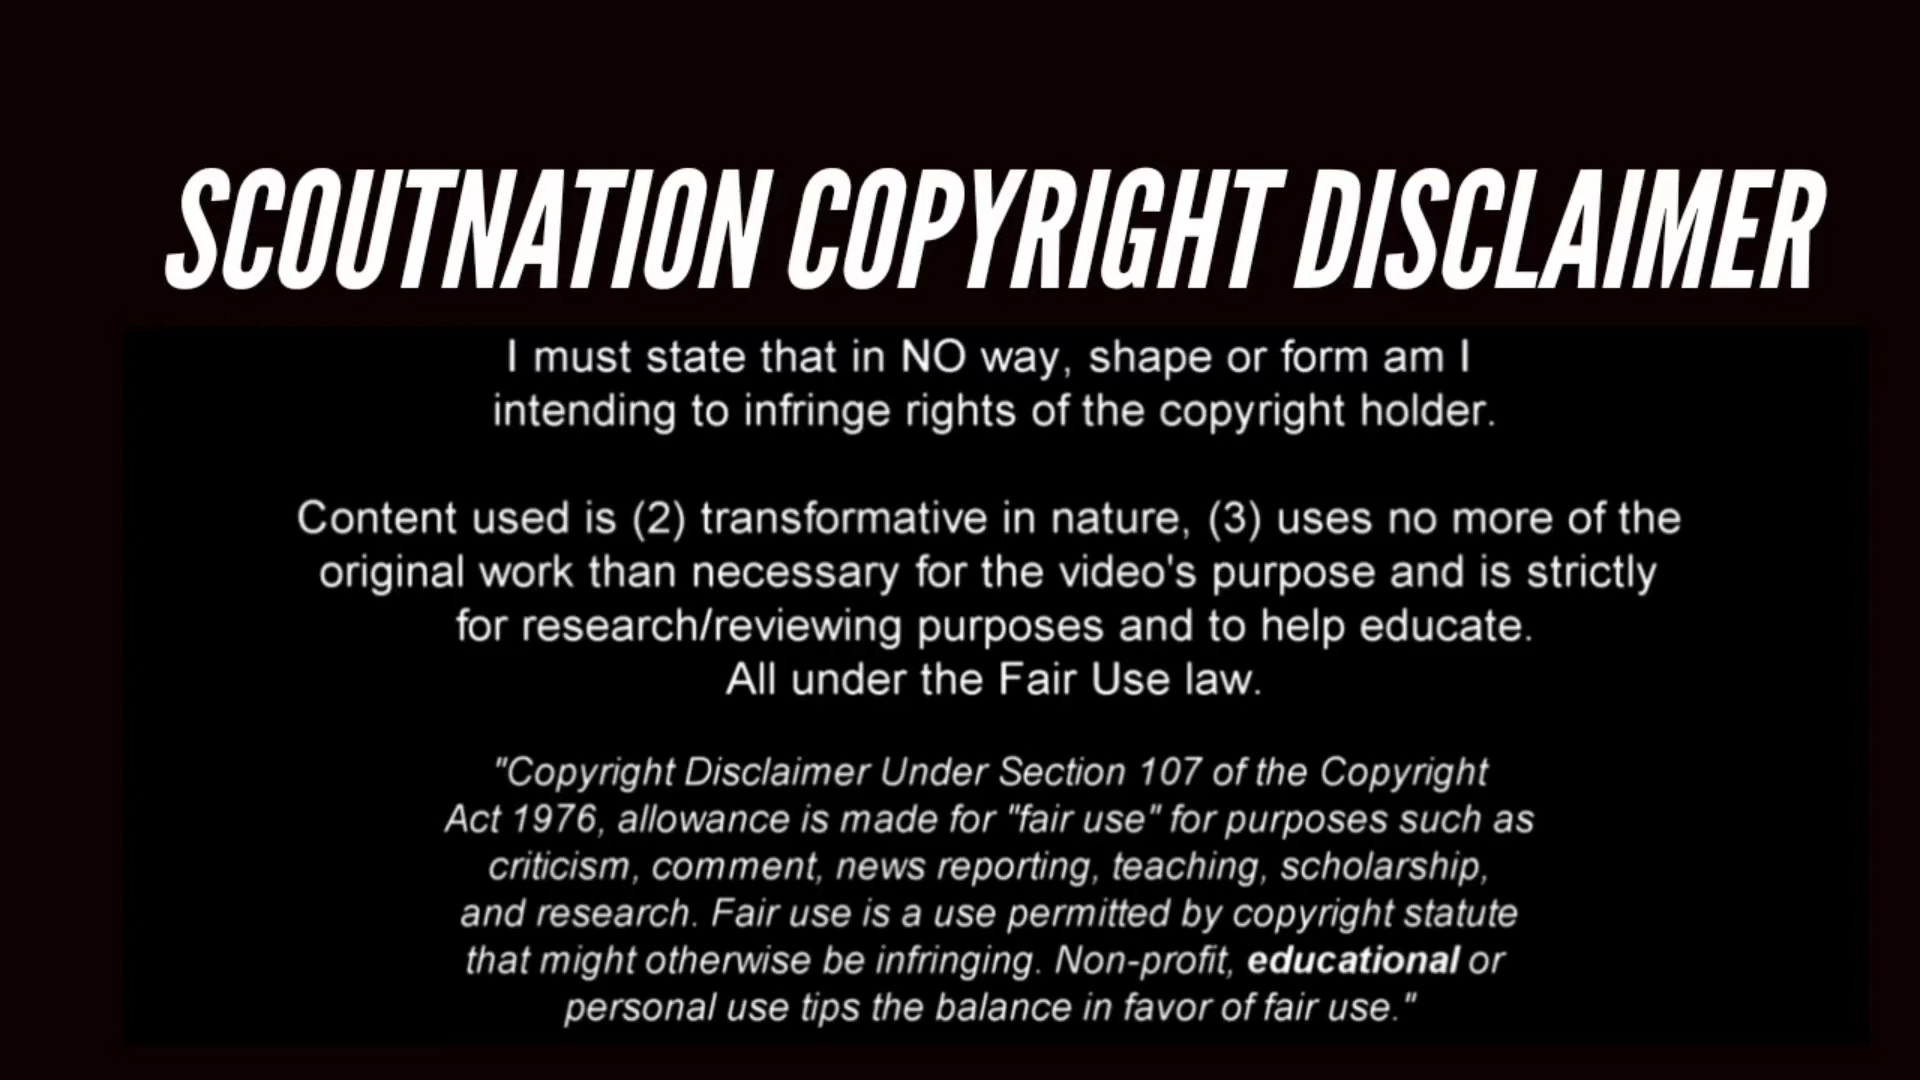 SCOUTNATION COPYRIGHT DISCLAIMER
I must state that in NO way, shape or form am I
intending to infringe rights of the copyright holder.
Content used is (2) transformative in nature, (3) uses no more of the
original work than necessary for the video's purpose and is strictly
for research/reviewing purposes and to help educate.
All under the Fair Use law.
"Copyright Disclaimer Under Section 107 of the Copyright
Act 1976, allowance is made for "fair use" for purposes such as
criticism, comment, news reporting, teaching, scholarship,
and research. Fair use is a use permitted by copyright statute
that might otherwise be infringing. Non-profit, educational or
personal use tips the balance in favor of fair use."